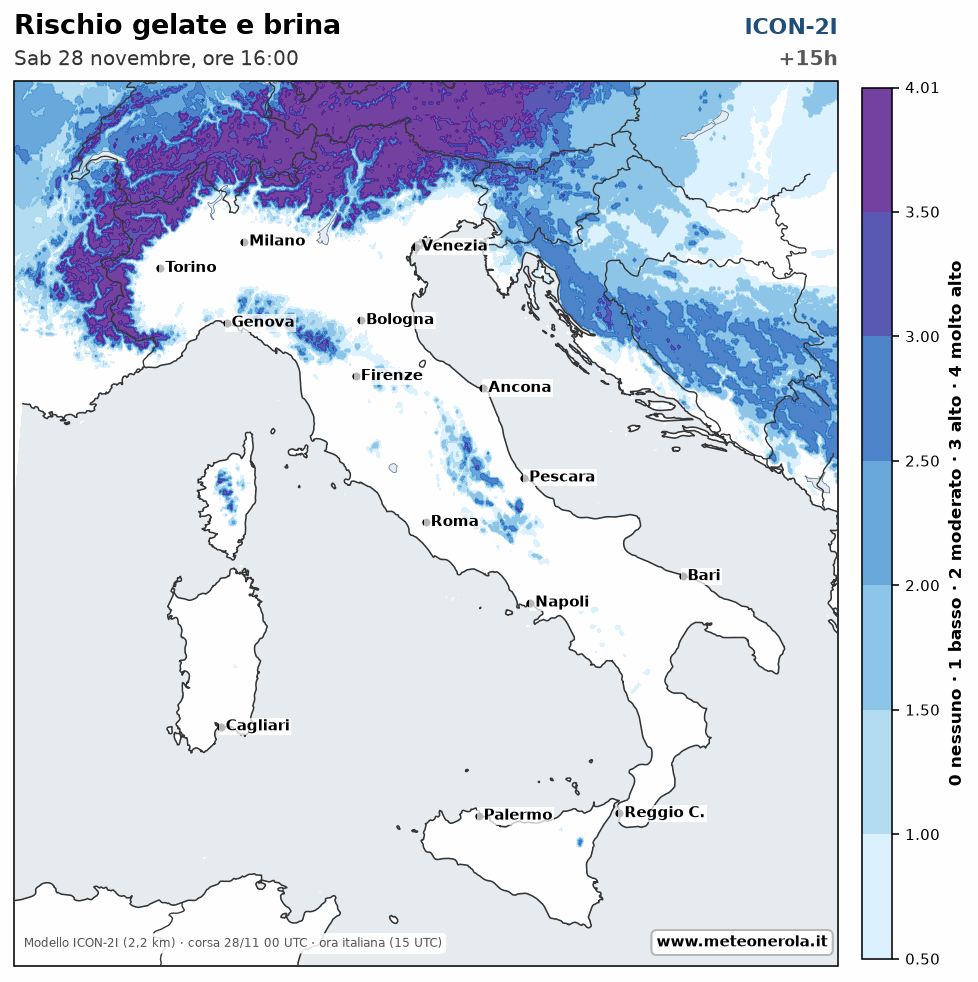 Rischio gelate e brina
ICON-2I
Sab 28 novembre, ore 16:00
+15h
4.01
3.50
3.00
2.50
2.00
1.50
1.00
0.50
0 nessuno · 1 basso · 2 moderato · 3 alto · 4 molto alto
Milano
Venezia
Torino
Genova
Bologna
Firenze
Ancona
Pescara
Roma
Bari
Napoli
Cagliari
Palermo
Reggio C.
Modello ICON-2I (2,2 km) · corsa 28/11 00 UTC · ora italiana (15 UTC)
www.meteonerola.it